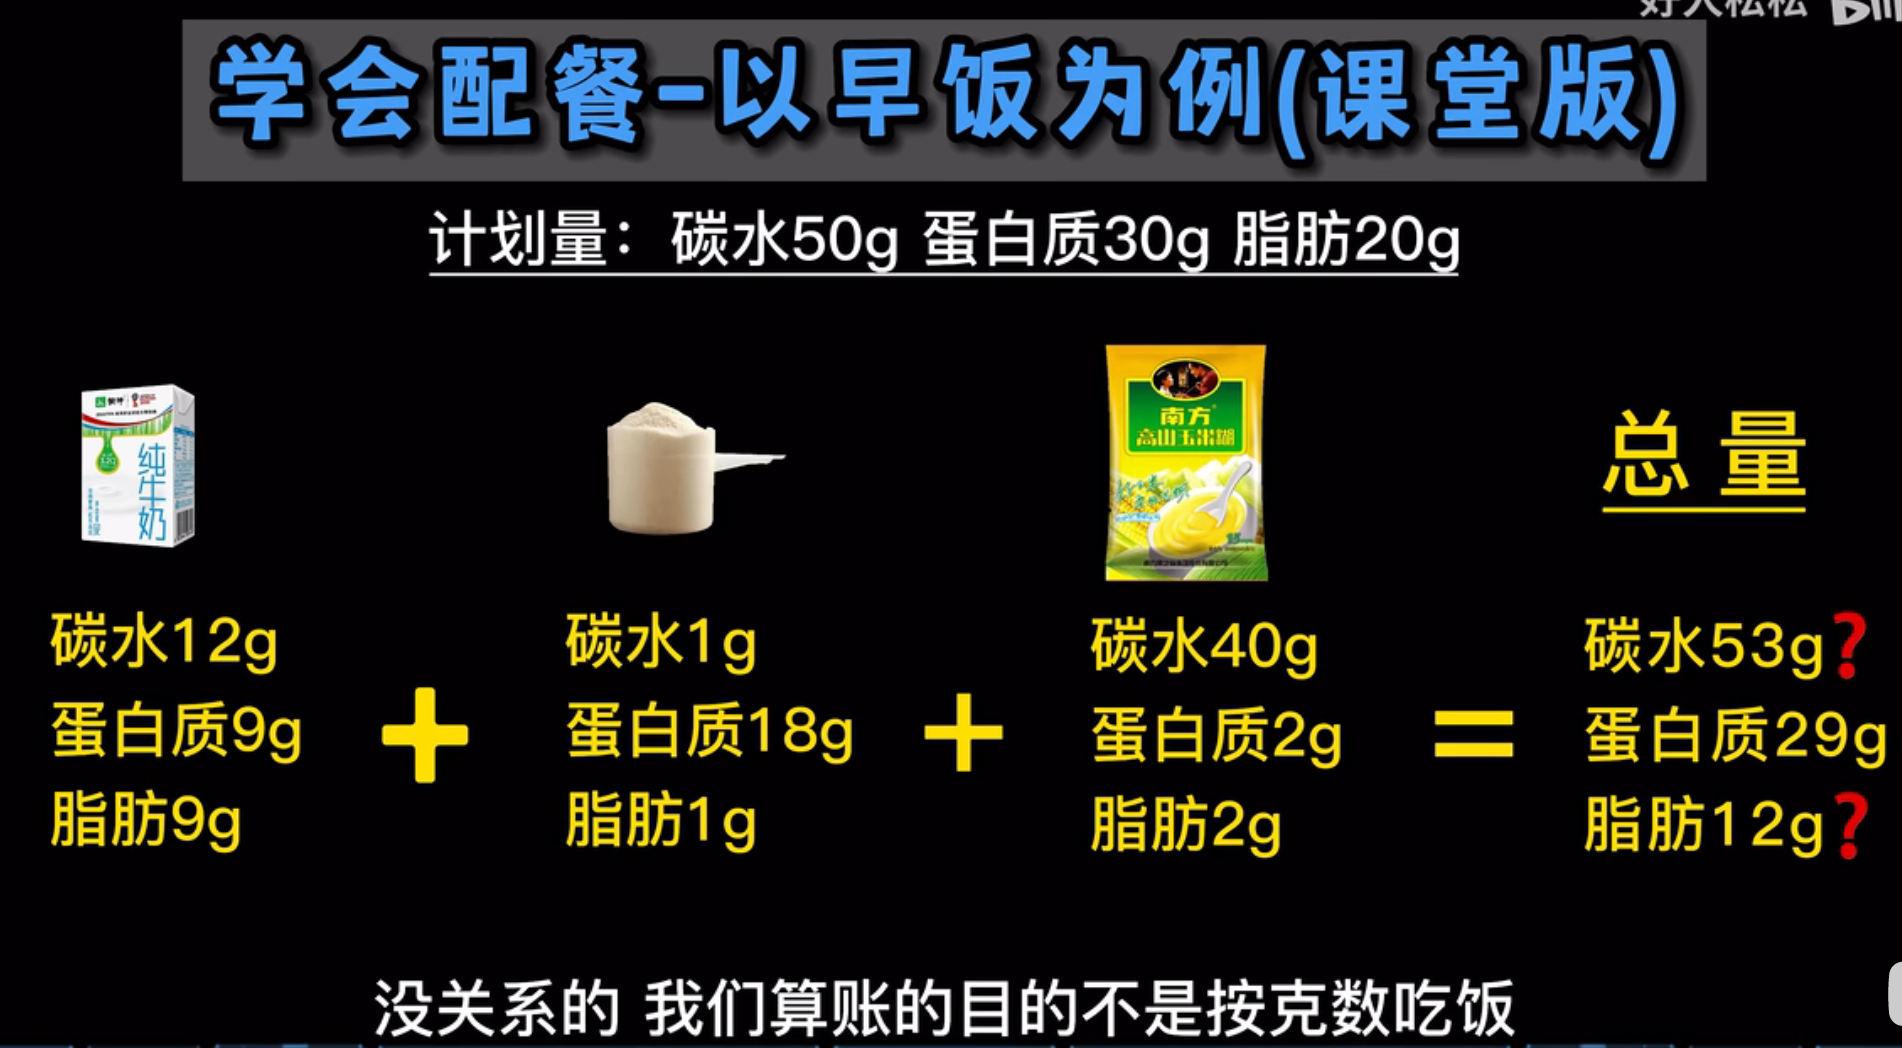 好人松松
学会配餐-以早饭为例(课堂版)
计划量：碳水50g 蛋白质30g 脂肪20g
蒙牛
纯牛奶
南方
高山玉米糊
总量
碳水12g
蛋白质9g
脂肪9g
+
碳水1g
蛋白质18g
脂肪1g
+
碳水40g
蛋白质2g
脂肪2g
=
碳水53g?
蛋白质29g
脂肪12g?
没关系的 我们算账的目的不是按克数吃饭